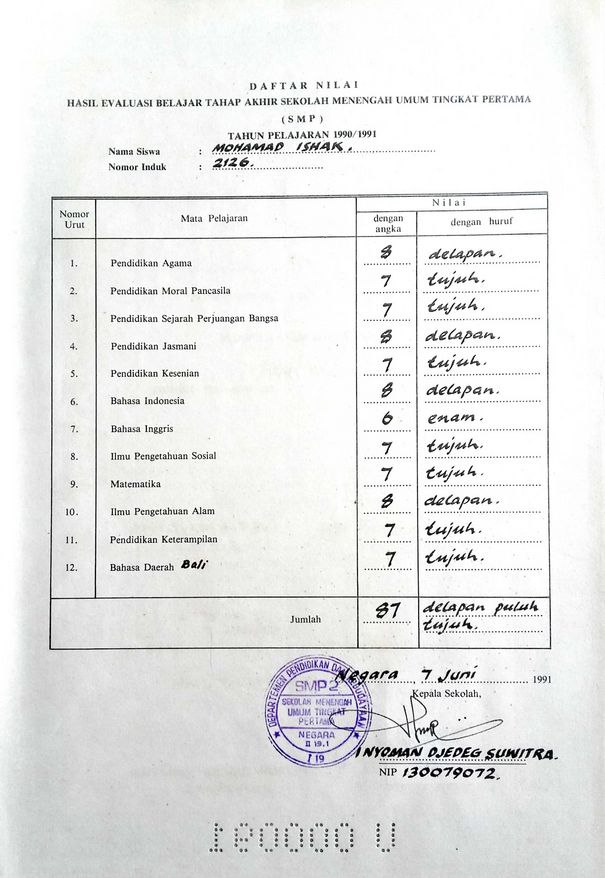 DAFTAR NILAI
HASIL EVALUASI BELAJAR TAHAP AKHIR SEKOLAH MENENGAH UMUM TINGKAT PERTAMA
(SMP)
TAHUN PELAJARAN 1990/1991
Nama Siswa : MOHAMAD ISHAK.
Nomor Induk : 2126.
Nomor Urut Mata Pelajaran Nilai
dengan angka dengan huruf
1. Pendidikan Agama 8 delapan.
2. Pendidikan Moral Pancasila 7 tujuh.
3. Pendidikan Sejarah Perjuangan Bangsa 7 tujuh.
4. Pendidikan Jasmani 8 delapan.
5. Pendidikan Kesenian 7 tujuh.
6. Bahasa Indonesia 8 delapan.
7. Bahasa Inggris 6 enam.
8. Ilmu Pengetahuan Sosial 7 tujuh.
9. Matematika 7 tujuh.
10. Ilmu Pengetahuan Alam 8 delapan.
11. Pendidikan Keterampilan 7 tujuh.
12. Bahasa Daerah Bali 7 tujuh.
Jumlah 87 delapan puluh
tujuh.
Negara 7 Juni 1991
Kepala Sekolah,
DEPARTEMEN PENDIDIKAN DAN KEBUDAYAAN
SMP 2
SEKOLAH MENENGAH
UMUM TINGKAT
PERTAMA
NEGARA
II 19.1
I 19
I NYOMAN DJEDEG SUWITRA.
NIP 130079072.